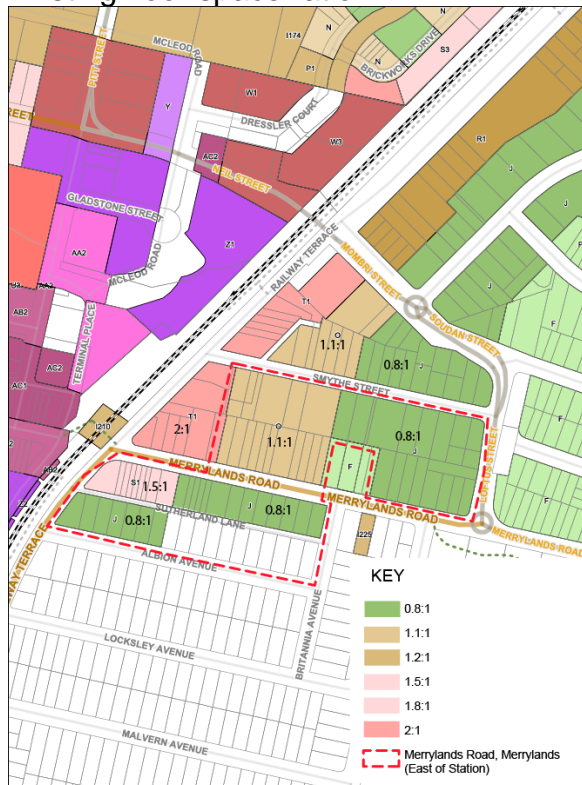 MCLEOD ROAD
I174
N
N
N
S3
PITT STREET
BRICKWORKS DRIVE
P1
Y
W1
DRESSLER COURT
R1
W3
AC2
J
J
NEIL STREET
GLADSTONE STREET
F
Z1
AA2
MCLEOD ROAD
RAILWAY TERRACE
MOMBRI STREET
J
T1
AA2
AB2
TERMINAL PLACE
O
1.1:1
SOUDAN STREET
F
0.8:1 J
AC2
AC1
SMYTHE STREET
F
T1
2:1
O
1.1:1
0.8:1
J
I210
LOFTUS STREET
AB2
MERRYLANDS ROAD
F
F
S1 1.5:1
MERRYLANDS ROAD
MERRYLANDS ROAD
J
0.8:1
J
0.8:1
SUTHERLAND LANE
I225
ALBION AVENUE
WAY TERRACE
BRITANNIA AVENUE
LOCKSLEY AVENUE
MALVERN AVENUE
KEY
0.8:1
1.1:1
1.2:1
1.5:1
1.8:1
2:1
Merrylands Road, Merrylands
(East of Station)